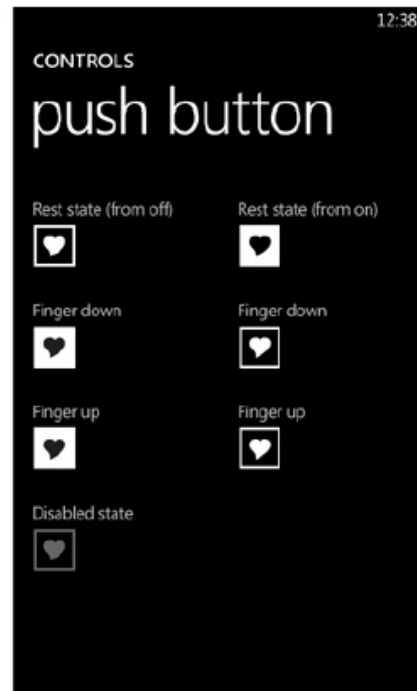 12:38
CONTROLS
push button
Rest state (from off)
Rest state (from on)
Finger down
Finger down
Finger up
Finger up
Disabled state